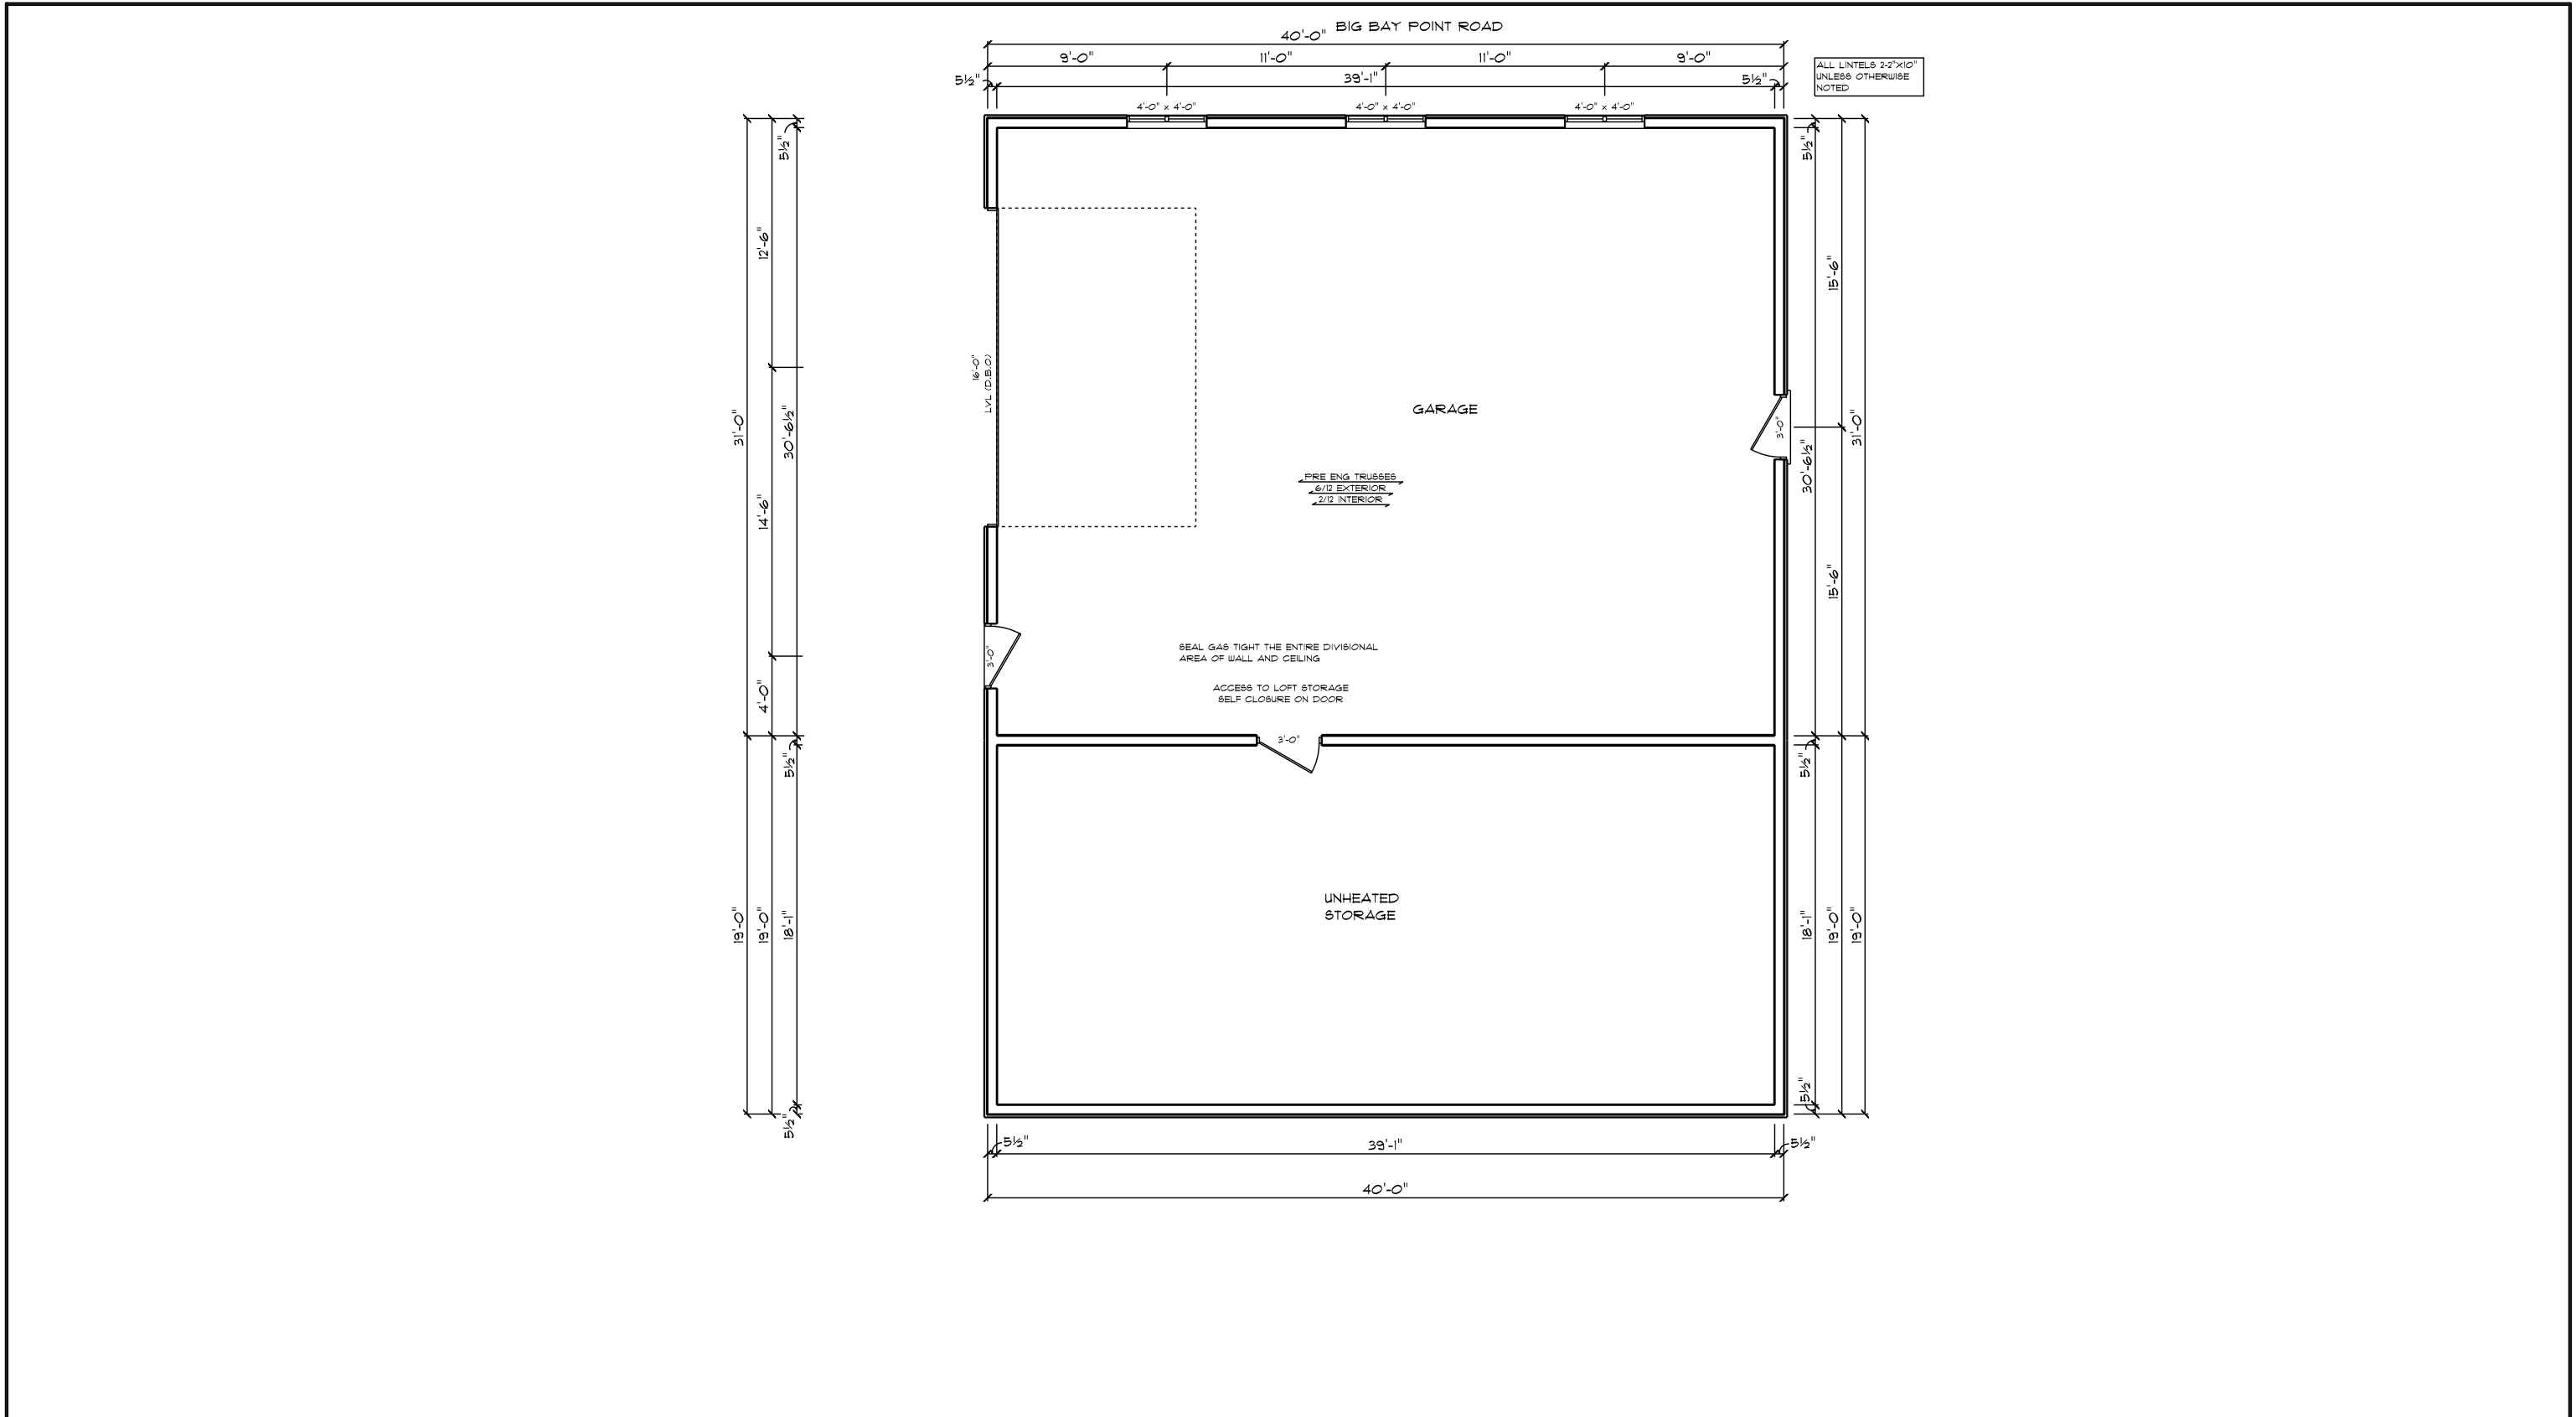 BIG BAY POINT ROAD
40'-0"
9'-0" 11'-0" 11'-0" 9'-0"
5½" 39'-1" 5½"
ALL LINTELS 2-2"X10"
UNLESS OTHERWISE
NOTED
4'-0" x 4'-0" 4'-0" x 4'-0" 4'-0" x 4'-0"
5½"
12'-6"
31'-0"
30'-6½"
14'-6"
4'-0"
5½"
19'-0"
19'-0"
18'-1"
5½"
16'-0"
LVL (D.B.O.)
GARAGE
PRE ENG TRUSSES
6/12 EXTERIOR
2/12 INTERIOR
3'-0"
3'-0"
SEAL GAS TIGHT THE ENTIRE DIVISIONAL
AREA OF WALL AND CEILING
ACCESS TO LOFT STORAGE
SELF CLOSURE ON DOOR
3'-0"
UNHEATED
STORAGE
5½"
15'-6"
31'-0"
30'-6½"
15'-6"
5½"
18'-1"
19'-0"
19'-0"
5½"
5½" 39'-1" 5½"
40'-0"